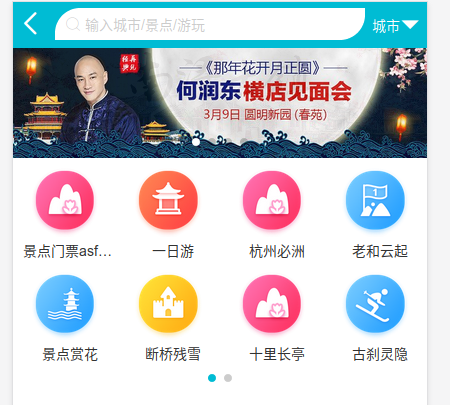 输入城市/景点/游玩
城市
《那年花开月正圆》
何润东横店见面会
3月9日 圆明新园 (春苑)
景点门票asf...
一日游
杭州必洲
老和云起
1
景点赏花
断桥残雪
十里长亭
古刹灵隐